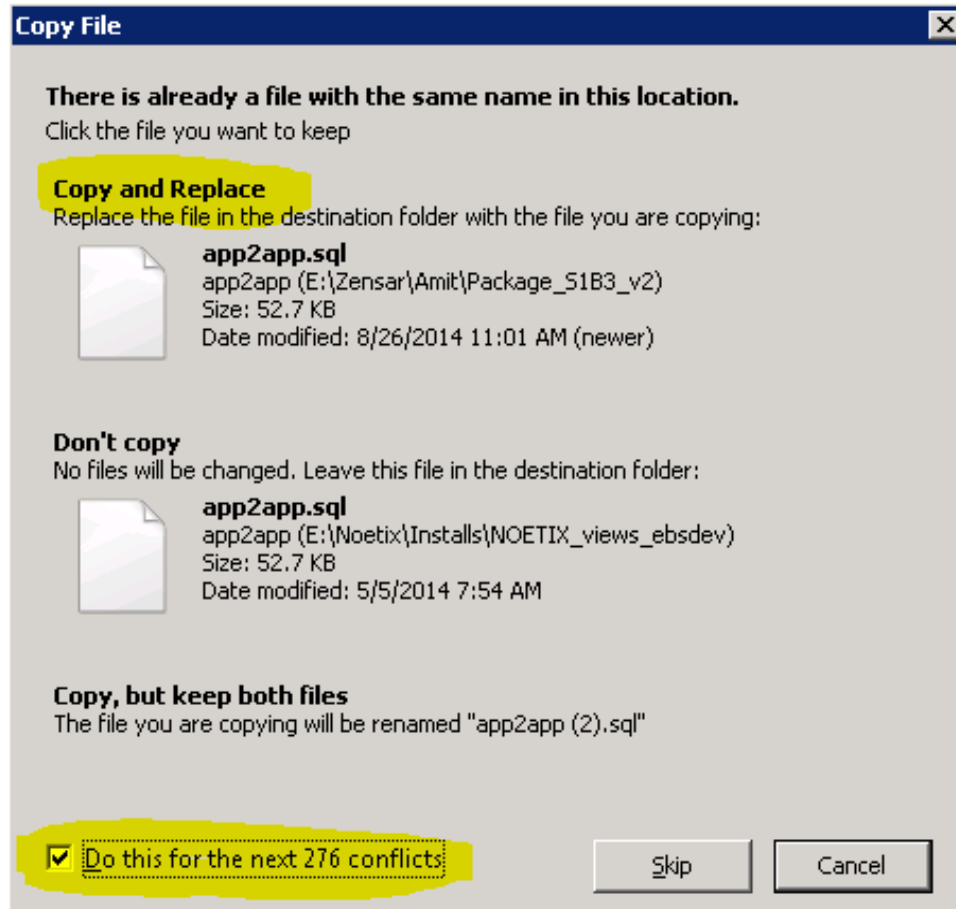 Copy File
There is already a file with the same name in this location.
Click the file you want to keep
Copy and Replace
Replace the file in the destination folder with the file you are copying:
app2app.sql
app2app (E:\Zensar\Amit\Package_S1B3_v2)
Size: 52.7 KB
Date modified: 8/26/2014 11:01 AM (newer)
Don't copy
No files will be changed. Leave this file in the destination folder:
app2app.sql
app2app (E:\Noetix\Installs\NOETIX_views_ebsdev)
Size: 52.7 KB
Date modified: 5/5/2014 7:54 AM
Copy, but keep both files
The file you are copying will be renamed "app2app (2).sql"
Do this for the next 276 conflicts
Skip
Cancel